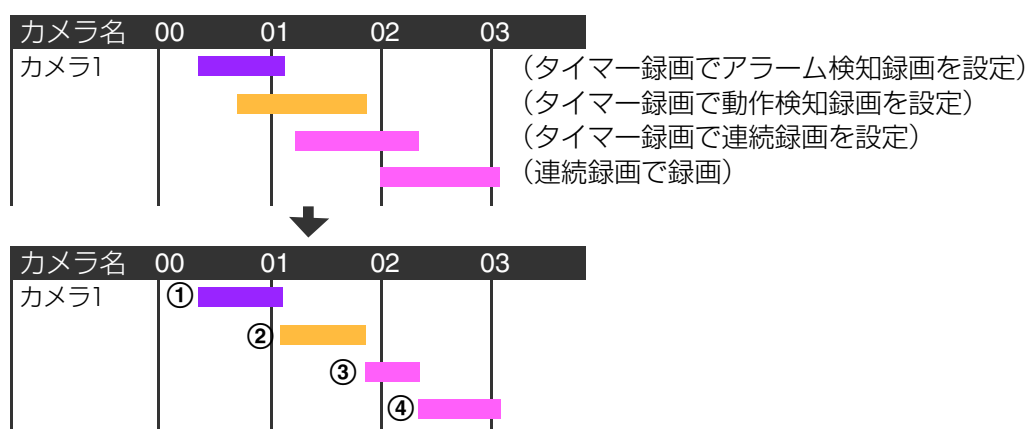 カメラ名 00 01 02 03
カメラ1 （タイマー録画でアラーム検知録画を設定）
（タイマー録画で動作検知録画を設定）
（タイマー録画で連続録画を設定）
（連続録画で録画）
カメラ名 00 01 02 03
カメラ1 ①
②
③
④